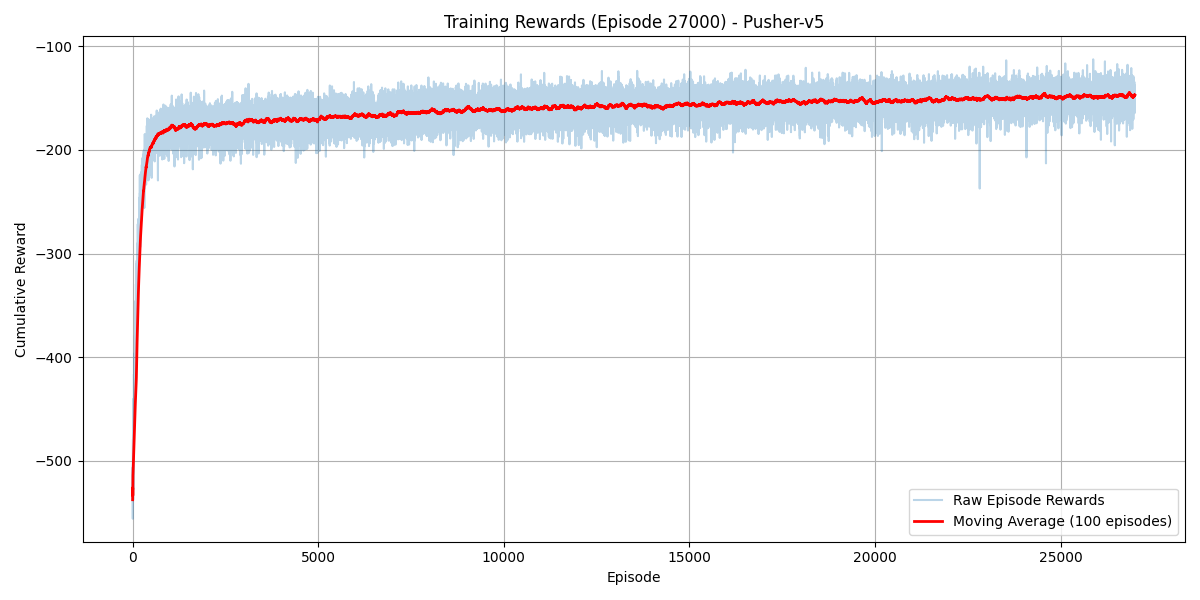 Training Rewards (Episode 27000) - Pusher-v5
Cumulative Reward
−100
−200
−300
−400
−500
0
5000
10000
15000
20000
25000
Episode
Raw Episode Rewards
Moving Average (100 episodes)